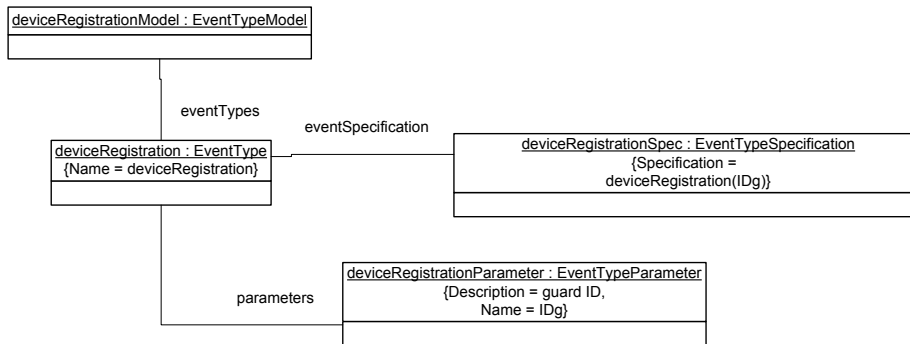 deviceRegistrationModel : EventTypeModel
eventTypes
eventSpecification
deviceRegistration : EventType
{Name = deviceRegistration}
deviceRegistrationSpec : EventTypeSpecification
{Specification =
deviceRegistration(IDg)}
deviceRegistrationParameter : EventTypeParameter
{Description = guard ID,
Name = IDg}
parameters